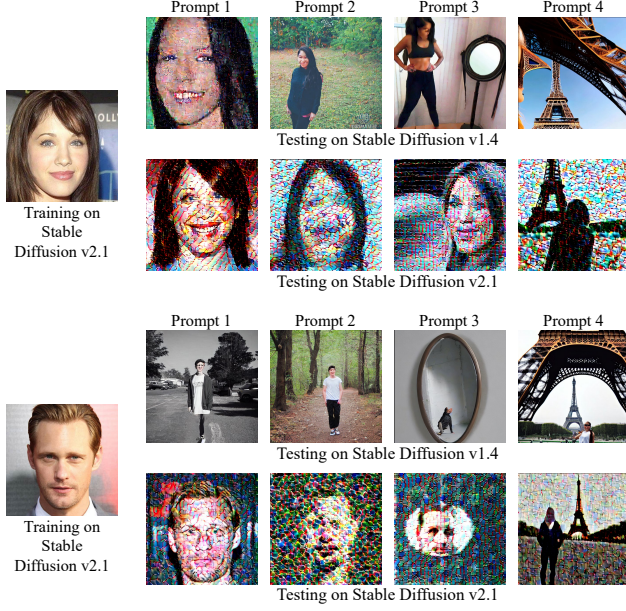 Prompt 1 Prompt 2 Prompt 3 Prompt 4
Testing on Stable Diffusion v1.4
Training on
Stable
Diffusion v2.1
Testing on Stable Diffusion v2.1
Prompt 1 Prompt 2 Prompt 3 Prompt 4
Testing on Stable Diffusion v1.4
Training on
Stable
Diffusion v2.1
Testing on Stable Diffusion v2.1